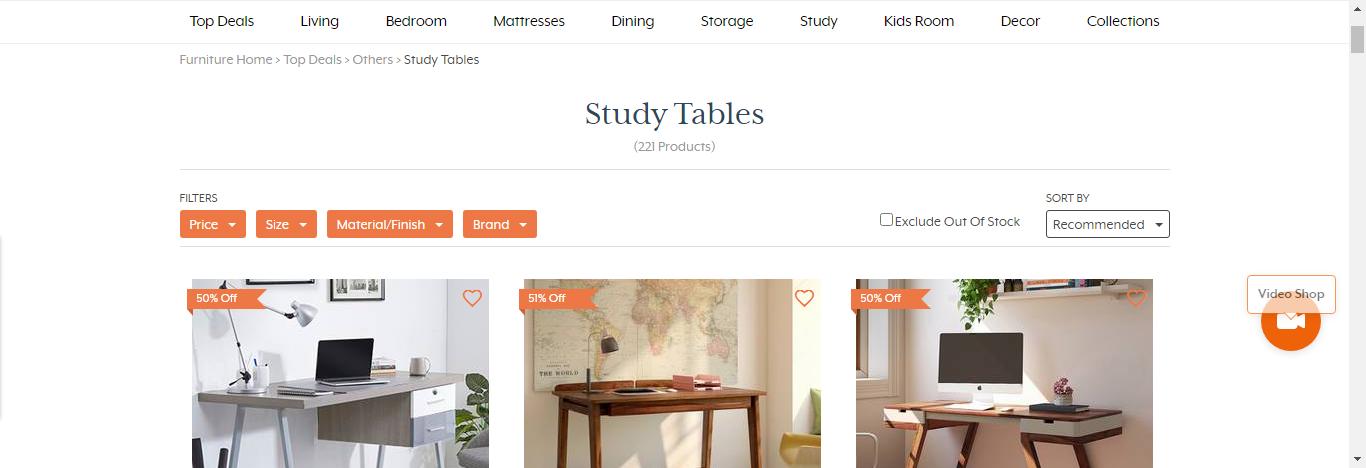 Top Deals Living Bedroom Mattresses Dining Storage Study Kids Room Decor Collections
Furniture Home > Top Deals > Others > Study Tables
Study Tables
(221 Products)
FILTERS
SORT BY
Price Size Material/Finish Brand
Exclude Out Of Stock
Recommended
50% Off
51% Off
50% Off
Video Shop
THE WORLD